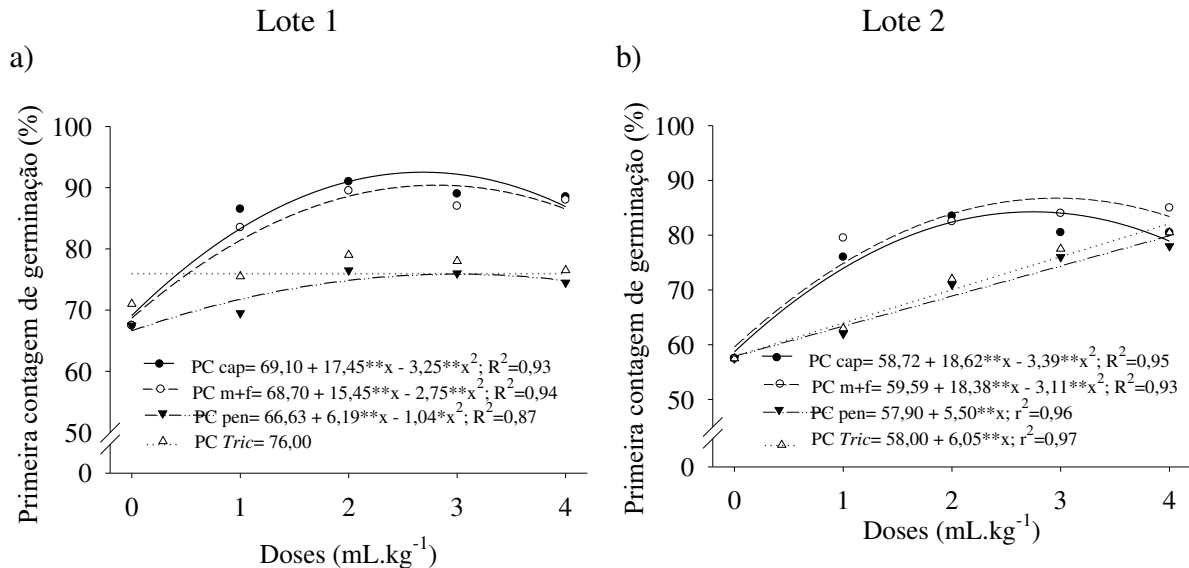 Lote 1
Lote 2
a)
b)
Primeira contagem de germinação (%)
100
90
80
70
60
50
0
PC cap= 69,10 + 17,45**x - 3,25**x²; R²=0,93
PC m+f= 68,70 + 15,45**x - 2,75**x²; R²=0,94
PC pen= 66,63 + 6,19**x - 1,04*x²; R²=0,87
PC Tric= 76,00
0 1 2 3 4
Doses (mL.kg⁻¹)
Primeira contagem de germinação (%)
100
90
80
70
60
50
0
PC cap= 58,72 + 18,62**x - 3,39**x²; R²=0,95
PC m+f= 59,59 + 18,38**x - 3,11**x²; R²=0,93
PC pen= 57,90 + 5,50**x; r²=0,96
PC Tric= 58,00 + 6,05**x; r²=0,97
0 1 2 3 4
Doses (mL.kg⁻¹)